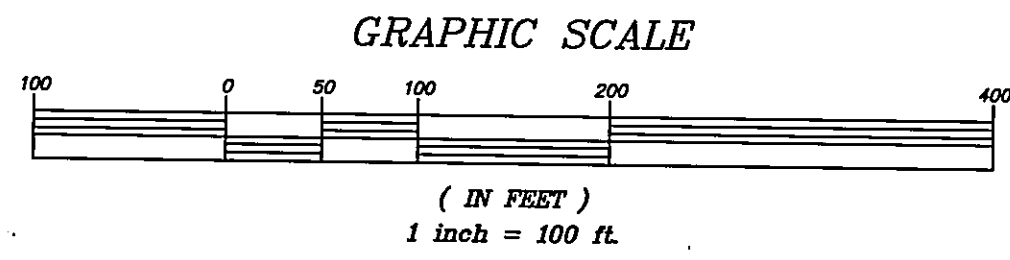 GRAPHIC SCALE
100 0 50 100 200 400
( IN FEET )
1 inch = 100 ft.